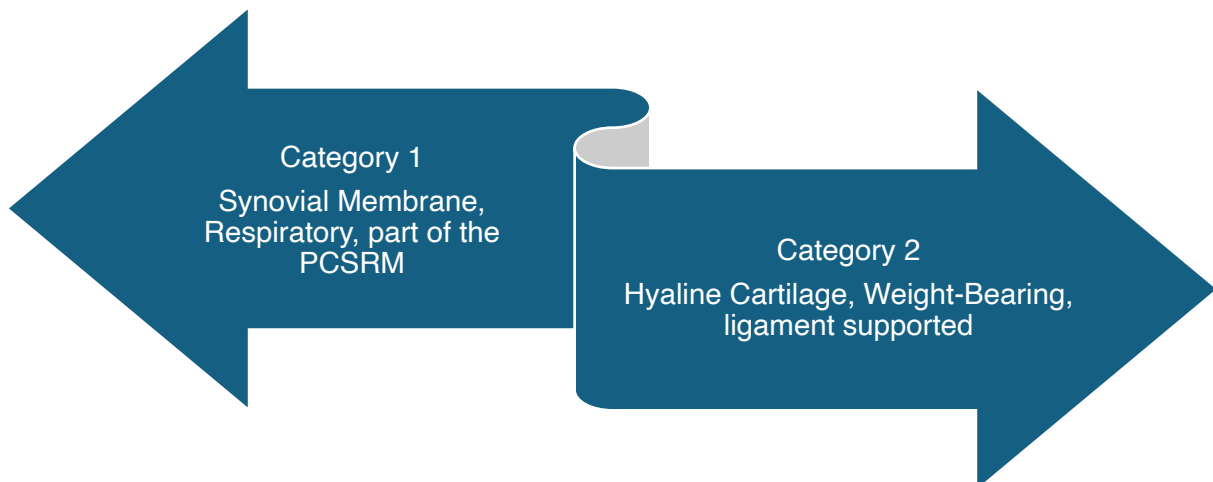 Category 1
Synovial Membrane,
Respiratory, part of the
PCSRM
Category 2
Hyaline Cartilage, Weight-Bearing,
ligament supported